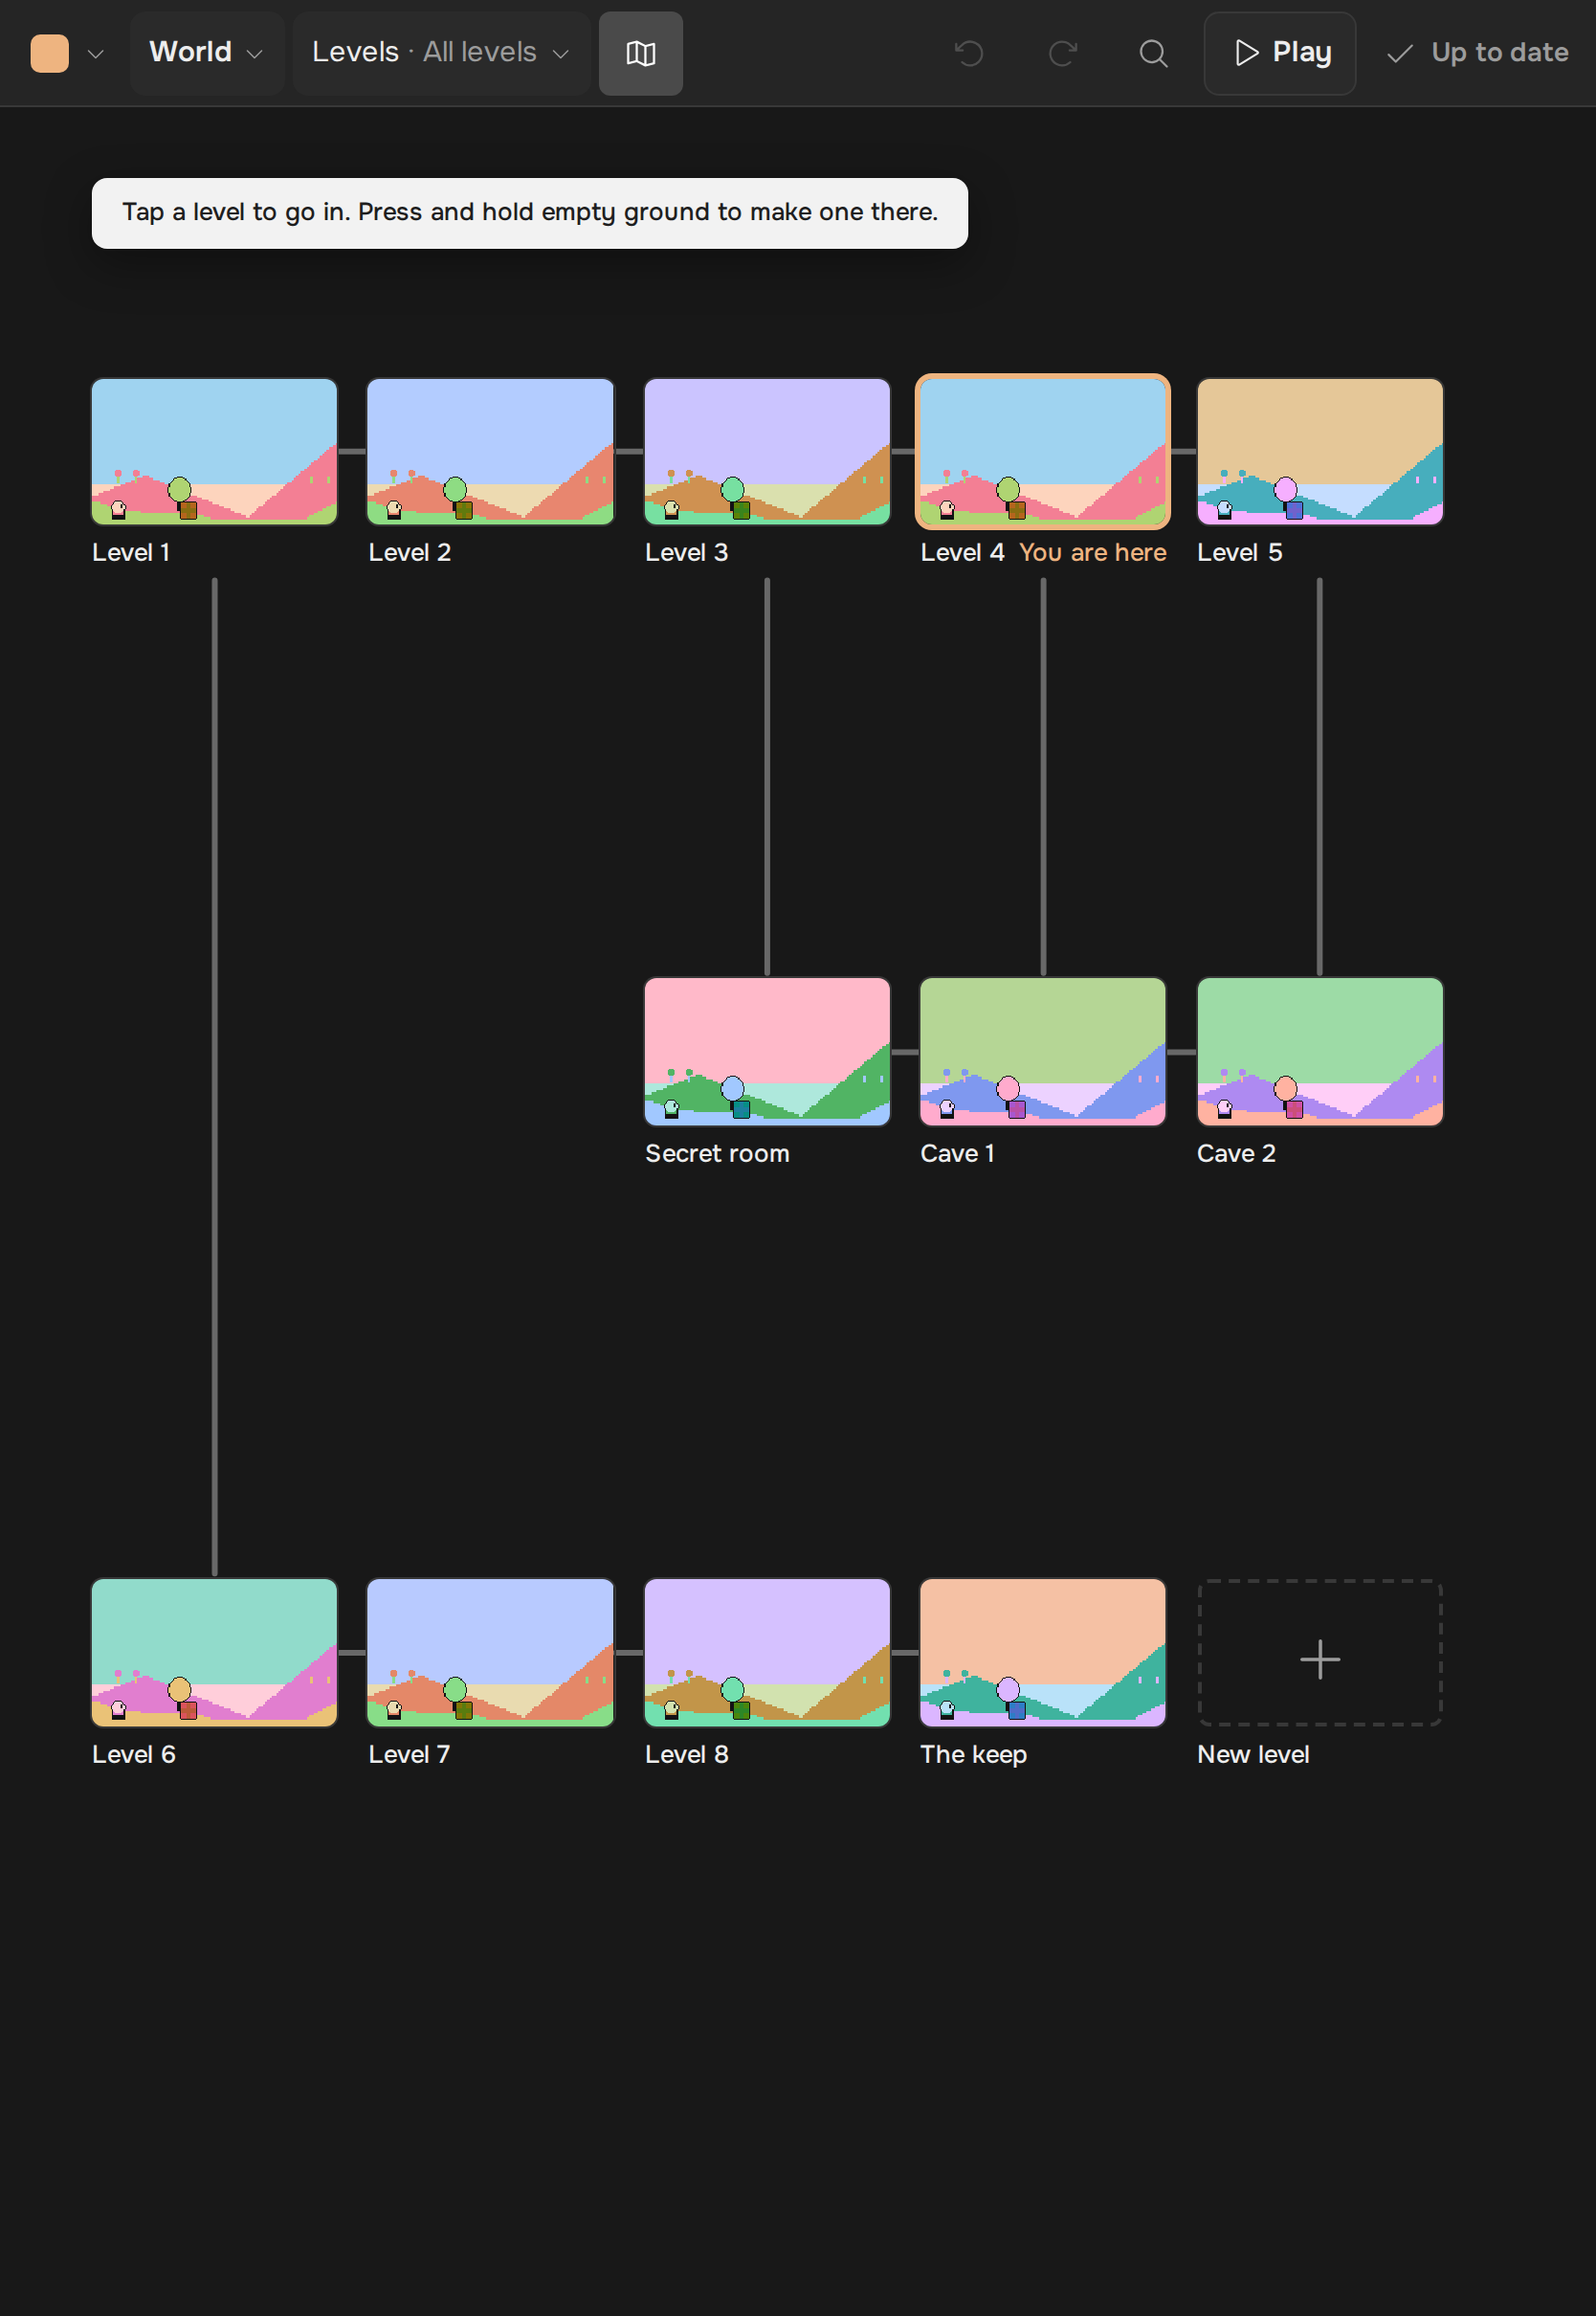 World
Levels · All levels
Play
Up to date
Tap a level to go in. Press and hold empty ground to make one there.
Level 1
Level 2
Level 3
Level 4 You are here
Level 5
Secret room
Cave 1
Cave 2
Level 6
Level 7
Level 8
The keep
New level